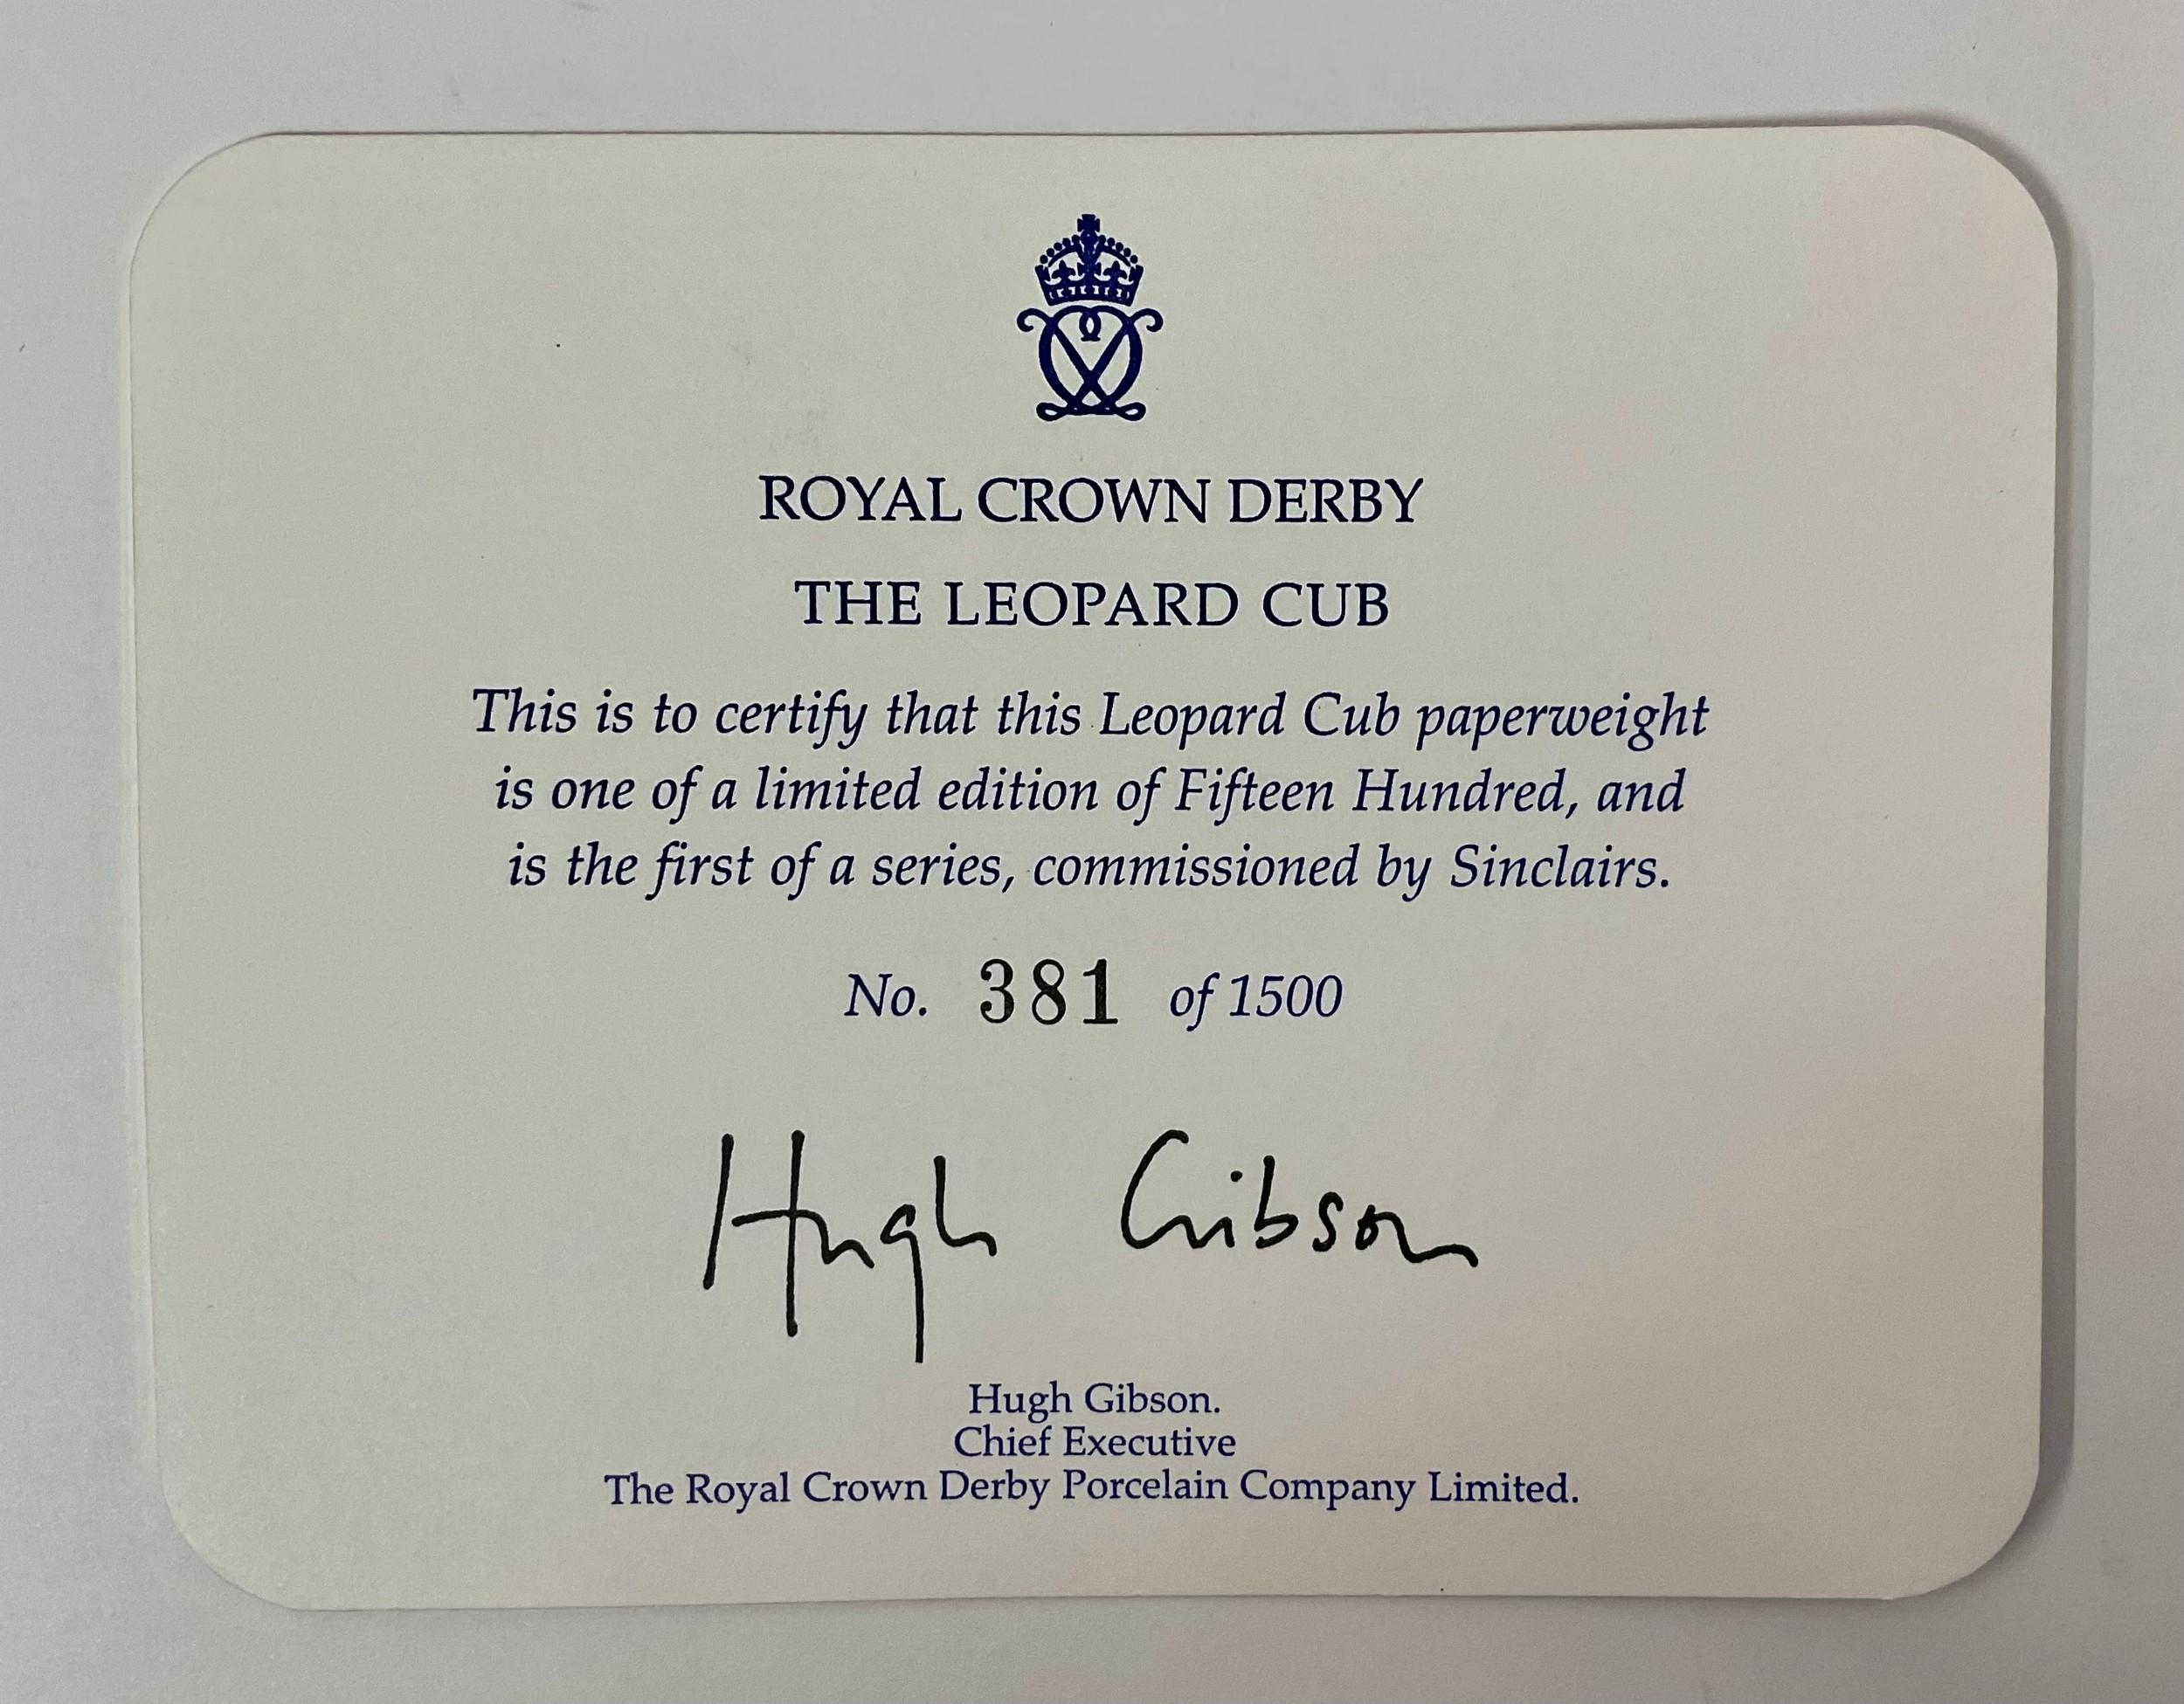 ROYAL CROWN DERBY
THE LEOPARD CUB
This is to certify that this Leopard Cub paperweight
is one of a limited edition of Fifteen Hundred, and
is the first of a series, commissioned by Sinclairs.
No. 381 of 1500
Hugh Gibson
Hugh Gibson.
Chief Executive
The Royal Crown Derby Porcelain Company Limited.